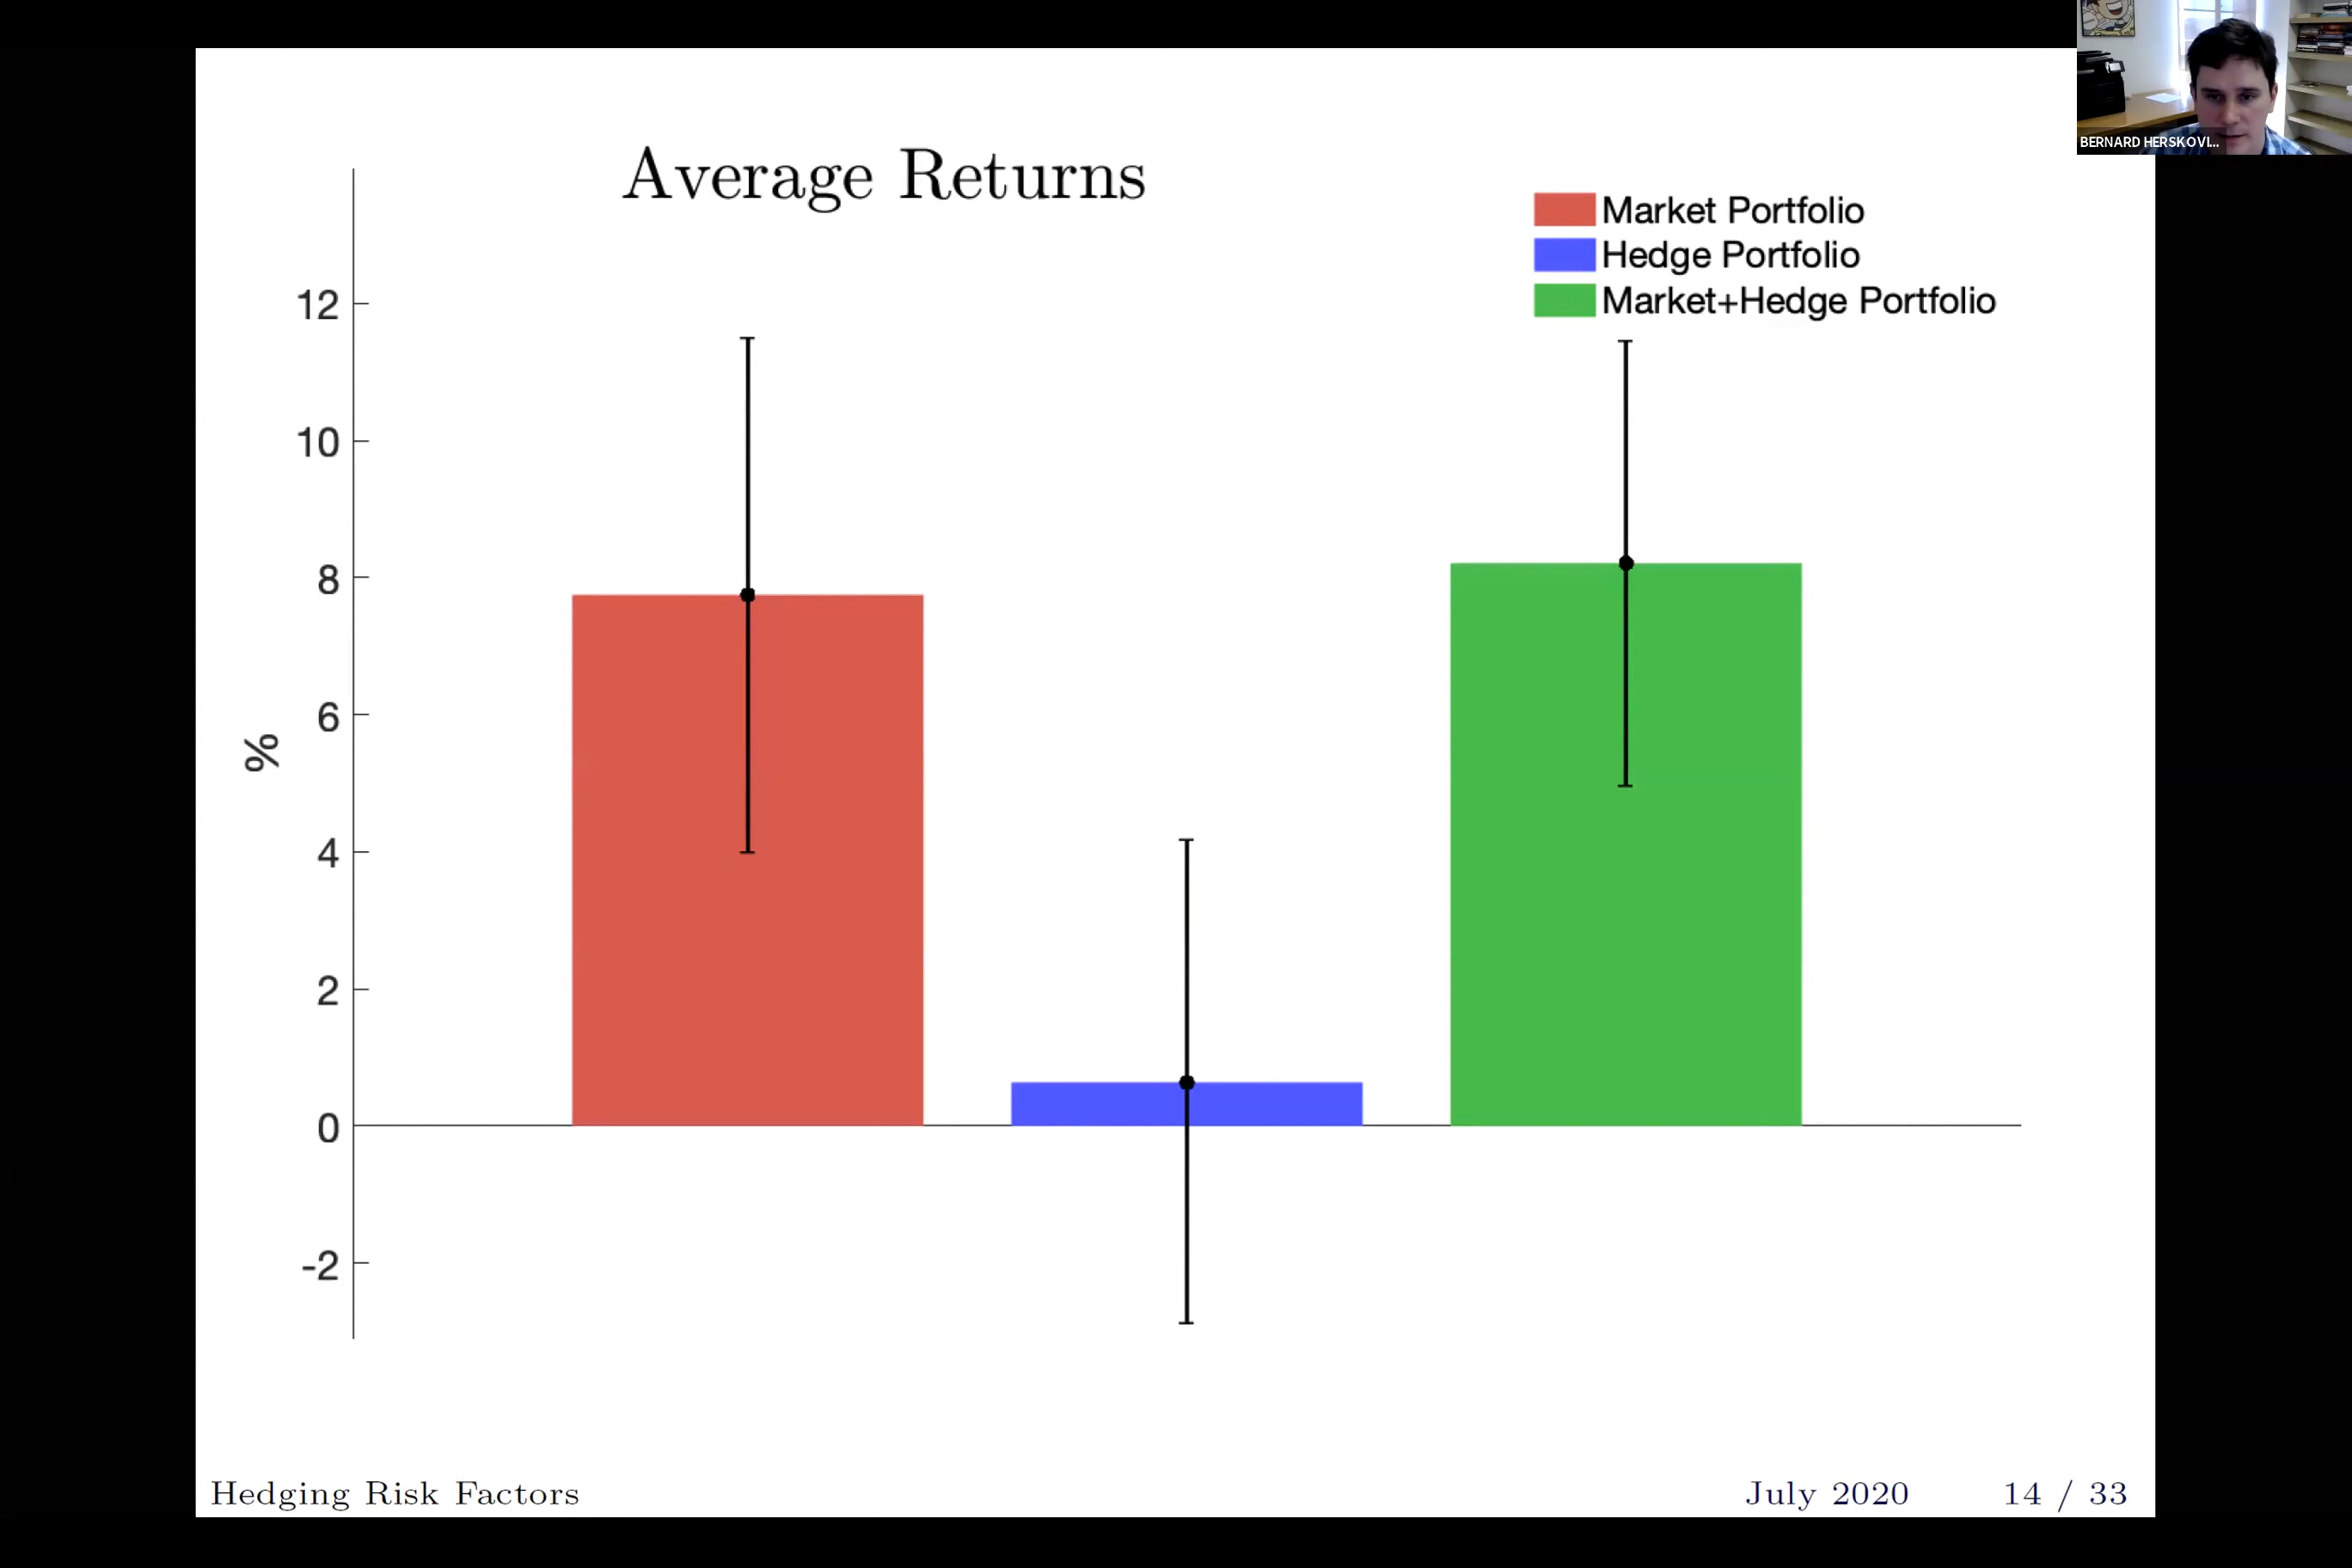 BERNARD HERSKOVI...
Average Returns
Market Portfolio
Hedge Portfolio
Market+Hedge Portfolio
12
10
8
6
4
2
0
-2
%
Hedging Risk Factors
July 2020 14 / 33